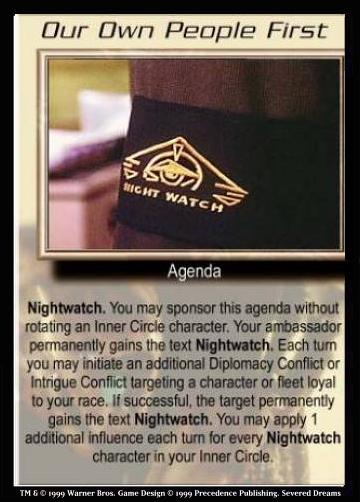 Our Own People First
NIGHT WATCH
Agenda
Nightwatch. You may sponsor this agenda without
rotating an Inner Circle character. Your ambassador
permanently gains the text Nightwatch. Each turn
you may initiate an additional Diplomacy Conflict or
Intrigue Conflict targeting a character or fleet loyal
to your race. If successful, the target permanently
gains the text Nightwatch. You may apply 1
additional influence each turn for every Nightwatch
character in your Inner Circle.
TM & © 1999 Warner Bros. Game Design © 1999 Precedence Publishing. Severed Dreams